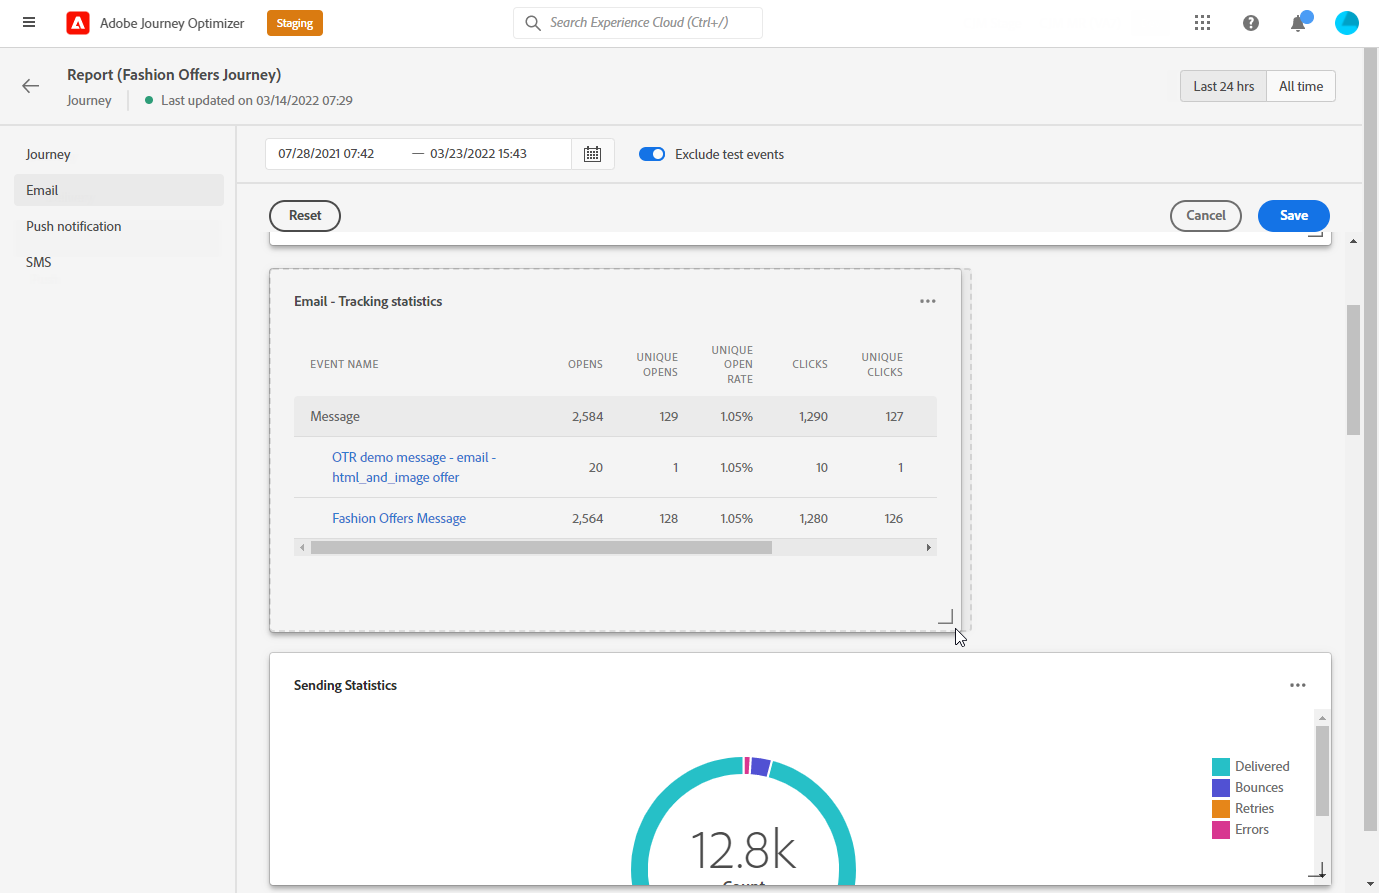 Adobe Journey Optimizer
Staging
Search Experience Cloud (Ctrl+/)
Report (Fashion Offers Journey)
Journey
Last updated on 03/14/2022 07:29
Last 24 hrs
All time
Journey
Email
Push notification
SMS
07/28/2021 07:42 — 03/23/2022 15:43
Exclude test events
Reset
Cancel
Save
Email - Tracking statistics
EVENT NAME
OPENS
UNIQUE
OPENS
UNIQUE
OPEN
RATE
CLICKS
UNIQUE
CLICKS
Message 2,584 129 1.05% 1,290 127
OTR demo message - email -
html_and_image offer
20 1 1.05% 10 1
Fashion Offers Message 2,564 128 1.05% 1,280 126
Sending Statistics
12.8k
Count
Delivered
Bounces
Retries
Errors